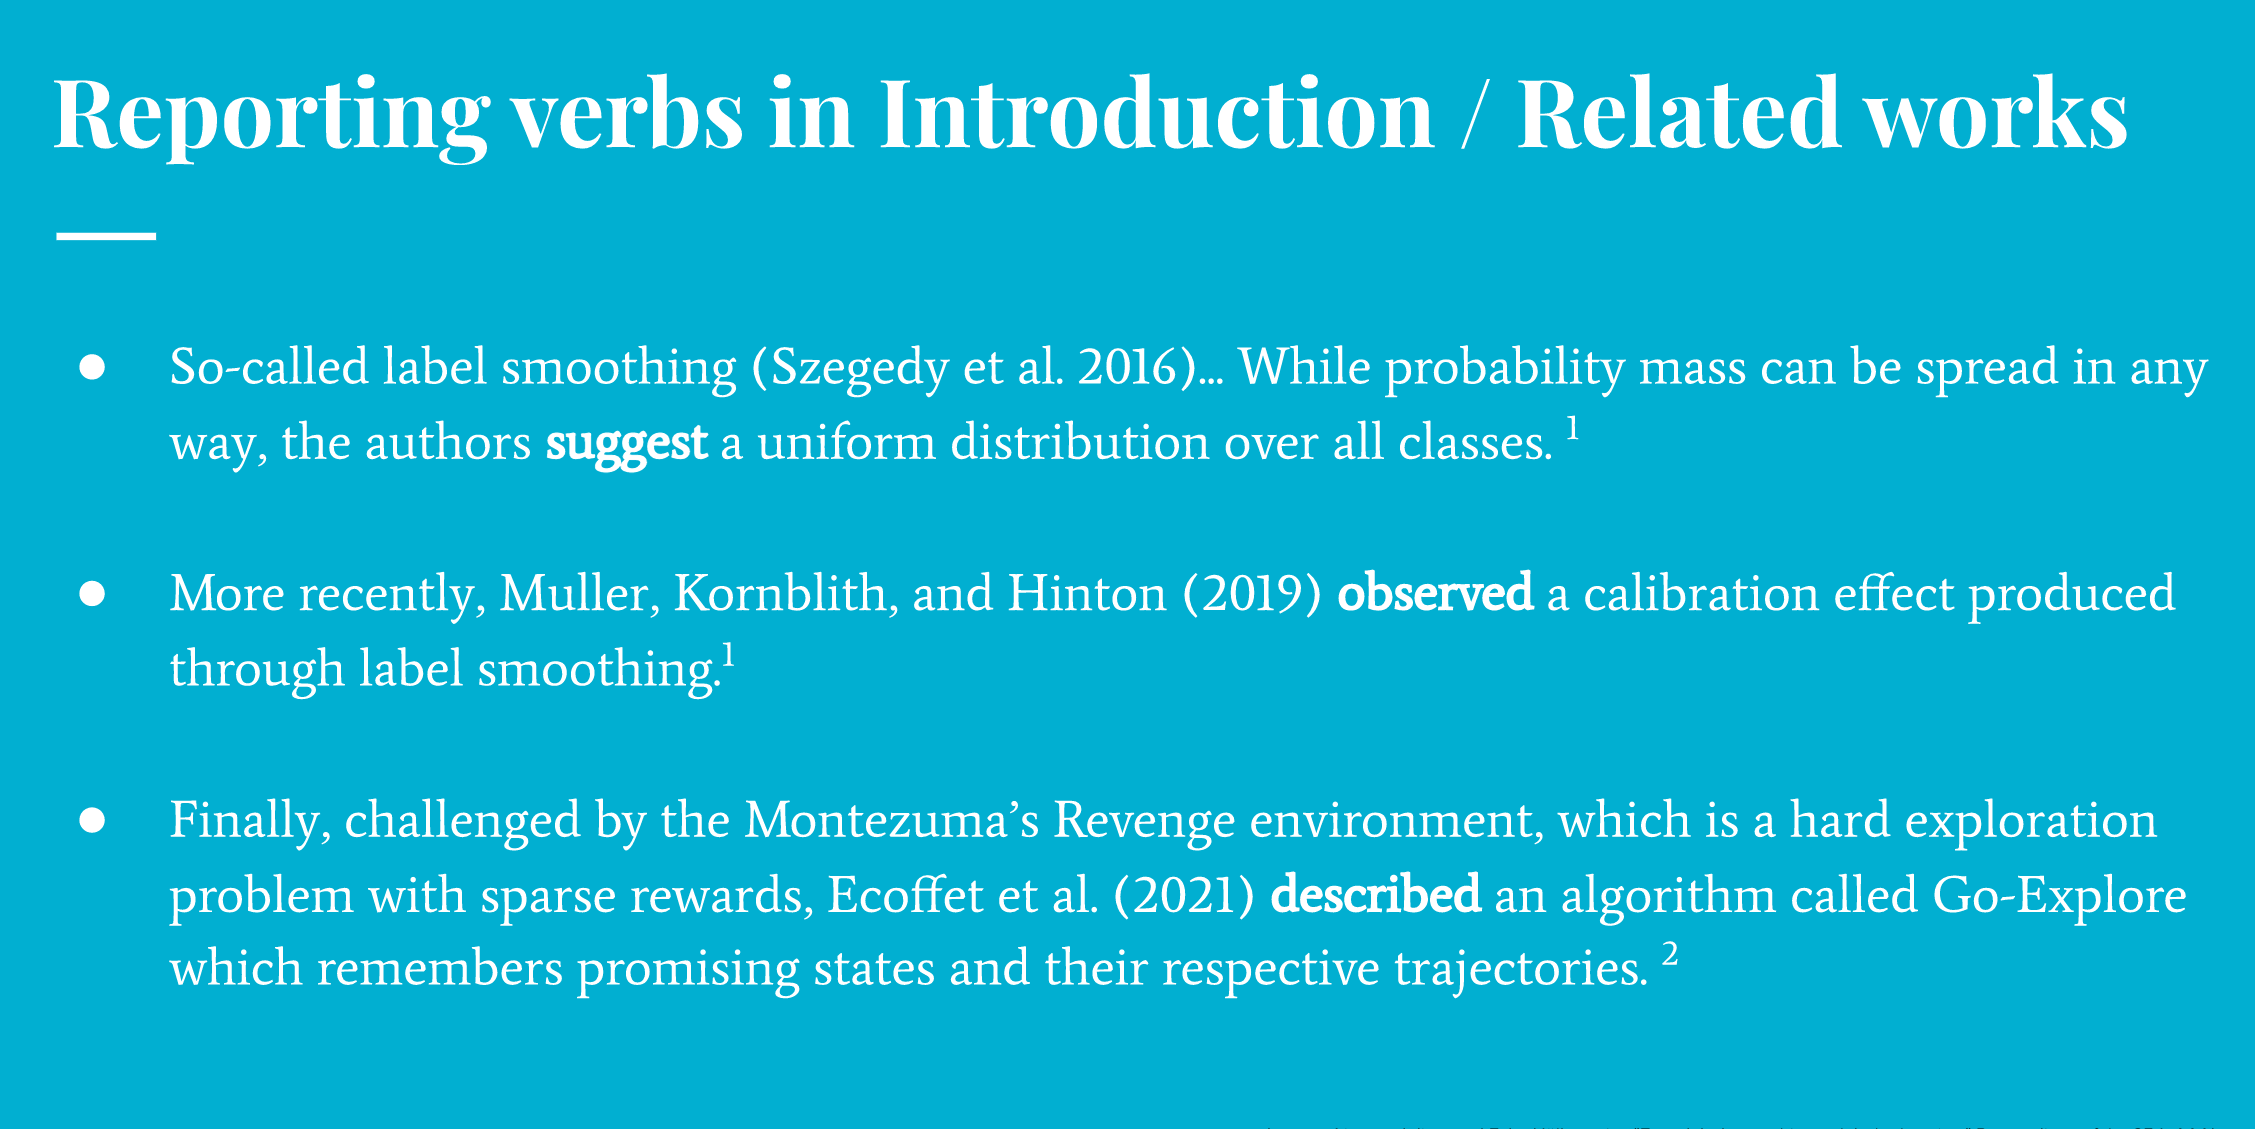 Reporting verbs in Introduction / Related works
● So-called label smoothing (Szegedy et al. 2016)... While probability mass can be spread in any
way, the authors suggest a uniform distribution over all classes. 1
● More recently, Muller, Kornblith, and Hinton (2019) observed a calibration effect produced
through label smoothing.1
● Finally, challenged by the Montezuma’s Revenge environment, which is a hard exploration
problem with sparse rewards, Ecoffet et al. (2021) described an algorithm called Go-Explore
which remembers promising states and their respective trajectories. 2